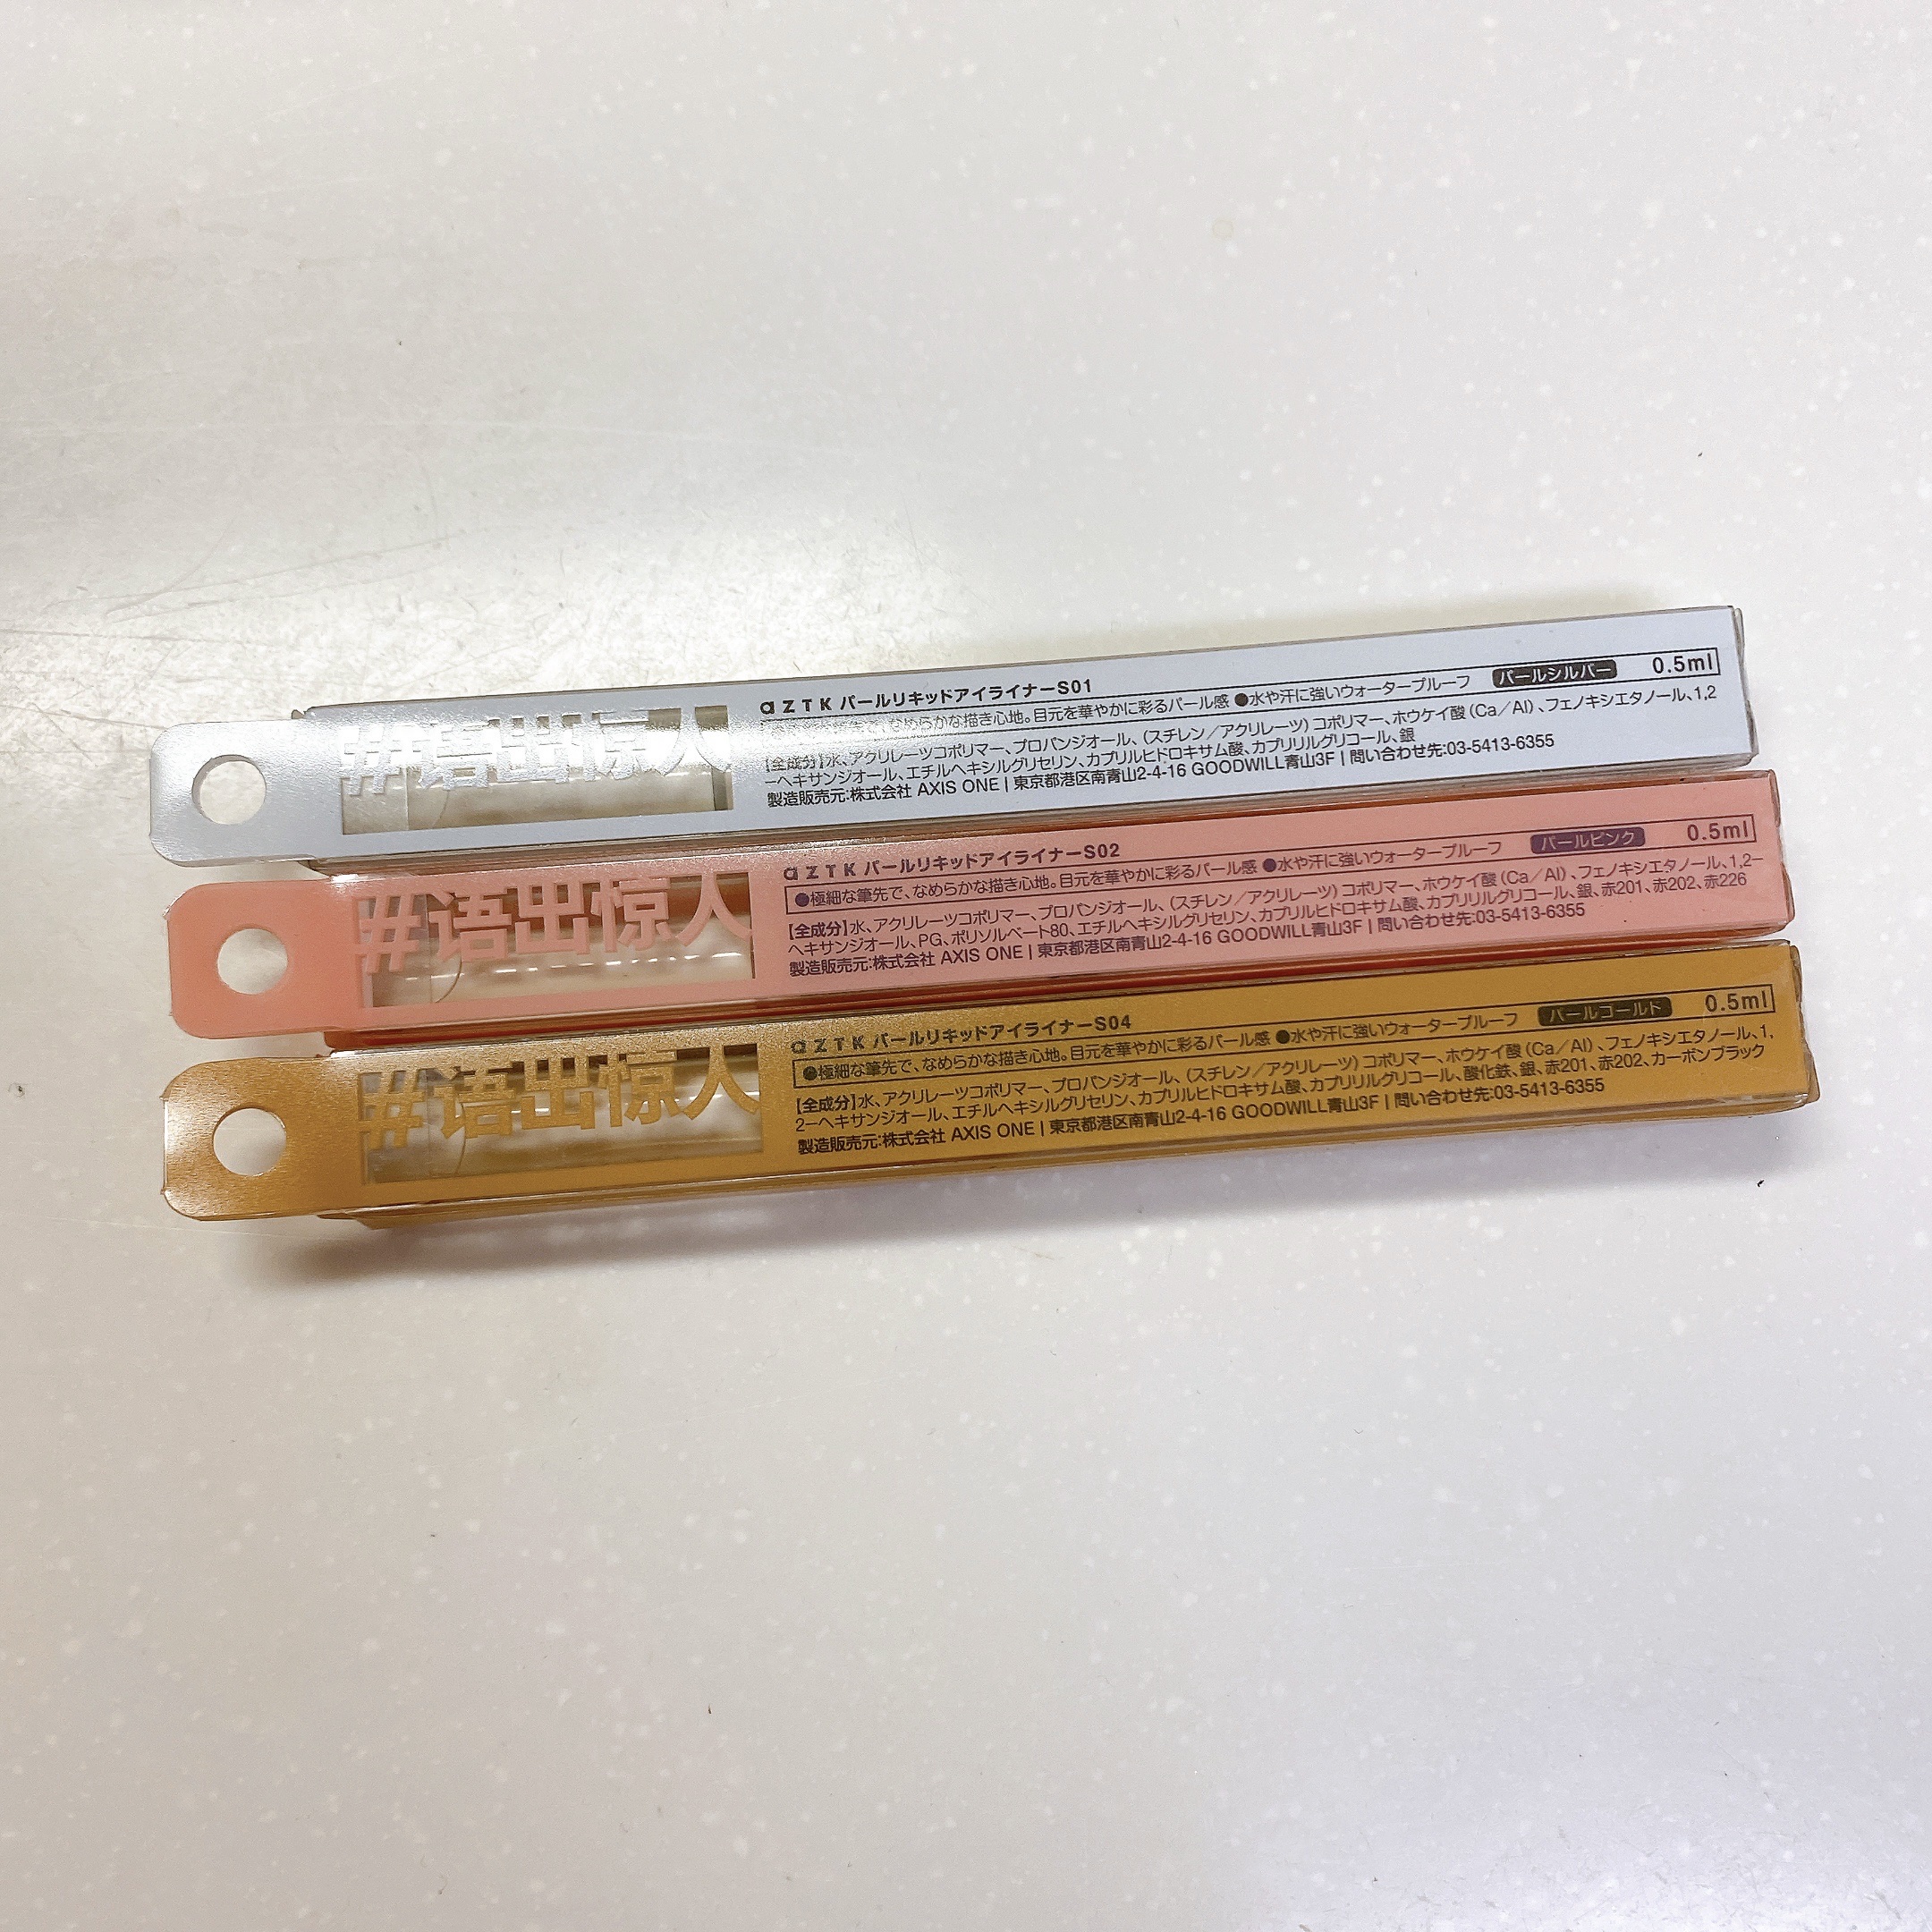 #语出惊人
aZTK パールリキッドアイライナーS01
なめらかな描き心地。目元を華やかに彩るパール感 ●水や汗に強いウォータープルーフ パールシルバー 0.5ml
【全成分】水、アクリレーツコポリマー、プロパンジオール、(スチレン/アクリレーツ)コポリマー、ホウケイ酸(Ca/Al)、フェノキシエタノール、1,2
ーヘキサンジオール、エチルヘキシルグリセリン、カプリルヒドロキサム酸、カプリリルグリコール、銀
製造販売元:株式会社 AXIS ONE | 東京都港区南青山2-4-16 GOODWILL青山3F | 問い合わせ先:03-5413-6355
#语出惊人
aZTK パールリキッドアイライナーS02
●極細な筆先で、なめらかな描き心地。目元を華やかに彩るパール感 ●水や汗に強いウォータープルーフ パールピンク 0.5ml
【全成分】水、アクリレーツコポリマー、プロパンジオール、(スチレン/アクリレーツ)コポリマー、ホウケイ酸(Ca/Al)、フェノキシエタノール、1,2ー
ヘキサンジオール、PG、ポリソルベート80、エチルヘキシルグリセリン、カプリルヒドロキサム酸、カプリリルグリコール、銀、赤201、赤202、赤226
製造販売元:株式会社 AXIS ONE | 東京都港区南青山2-4-16 GOODWILL青山3F | 問い合わせ先:03-5413-6355
#语出惊人
aZTK パールリキッドアイライナーS04
●極細な筆先で、なめらかな描き心地。目元を華やかに彩るパール感 ●水や汗に強いウォータープルーフ パールゴールド 0.5ml
【全成分】水、アクリレーツコポリマー、プロパンジオール、(スチレン/アクリレーツ)コポリマー、ホウケイ酸(Ca/Al)、フェノキシエタノール、1,
2ーヘキサンジオール、エチルヘキシルグリセリン、カプリルヒドロキサム酸、カプリリルグリコール、酸化鉄、銀、赤201、赤202、カーボンブラック
製造販売元:株式会社 AXIS ONE | 東京都港区南青山2-4-16 GOODWILL青山3F | 問い合わせ先:03-5413-6355